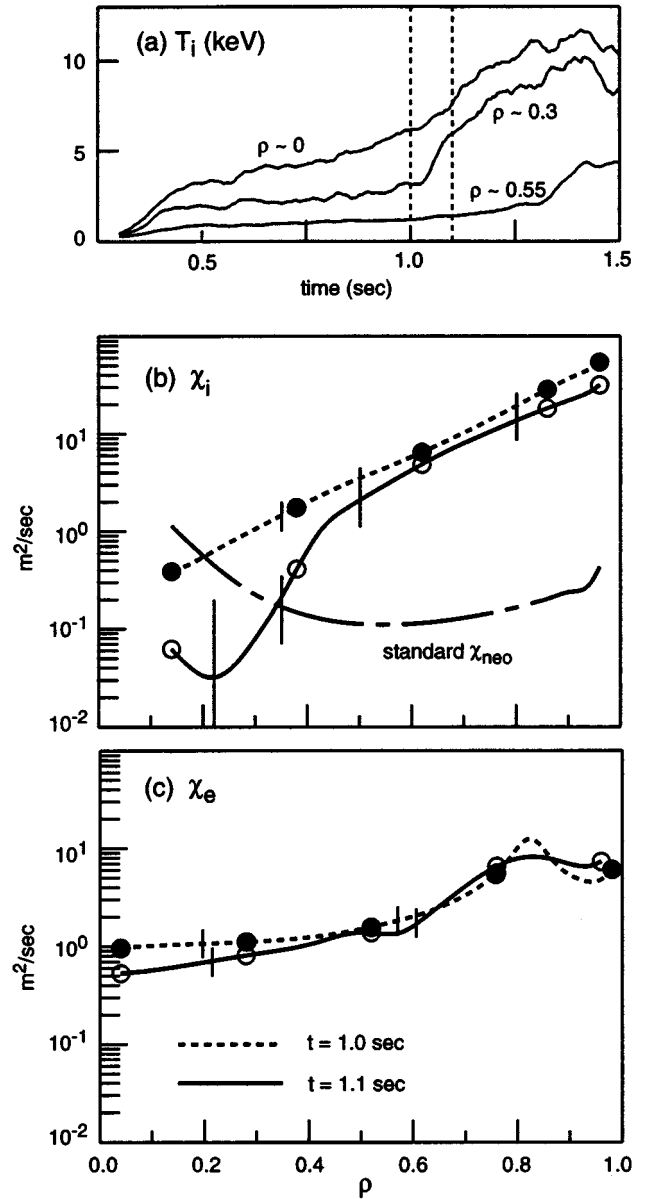 (a) Tᵢ (keV)
10
5
0
ρ ~ 0
ρ ~ 0.3
ρ ~ 0.55
0.5
1.0
1.5
time (sec)
(b) χᵢ
10¹
10⁰
10⁻¹
10⁻²
m²/sec
standard χₙₑₒ
(c) χₑ
10¹
10⁰
10⁻¹
10⁻²
m²/sec
t = 1.0 sec
t = 1.1 sec
0.0
0.2
0.4
0.6
0.8
1.0
ρ